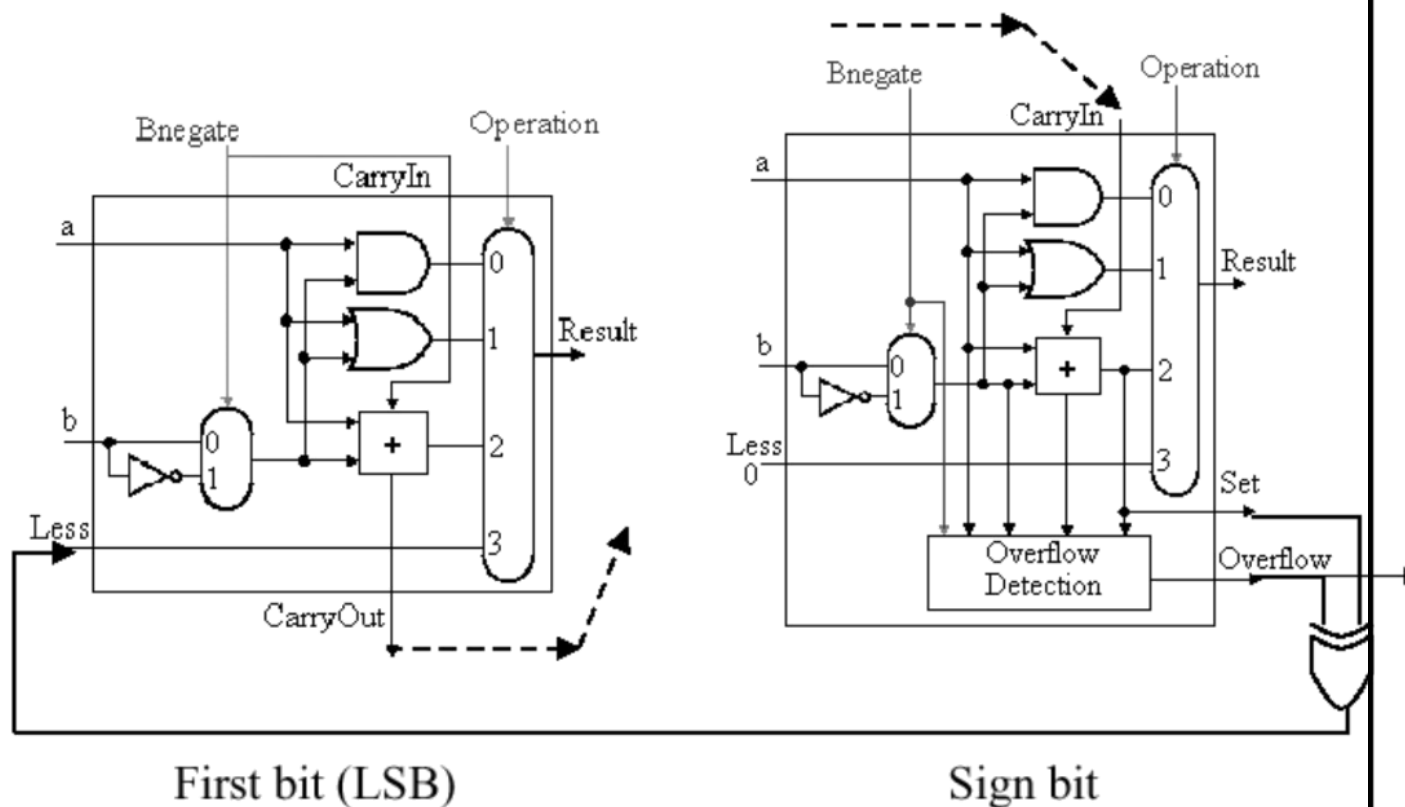 Bnegate
Operation
CarryIn
a
0
1
Result
b
0
1
+
2
Less
3
CarryOut
First bit (LSB)
Bnegate
Operation
CarryIn
a
0
1
Result
b
0
1
+
2
Less
0
3
Set
Overflow
Detection
Overflow
Sign bit